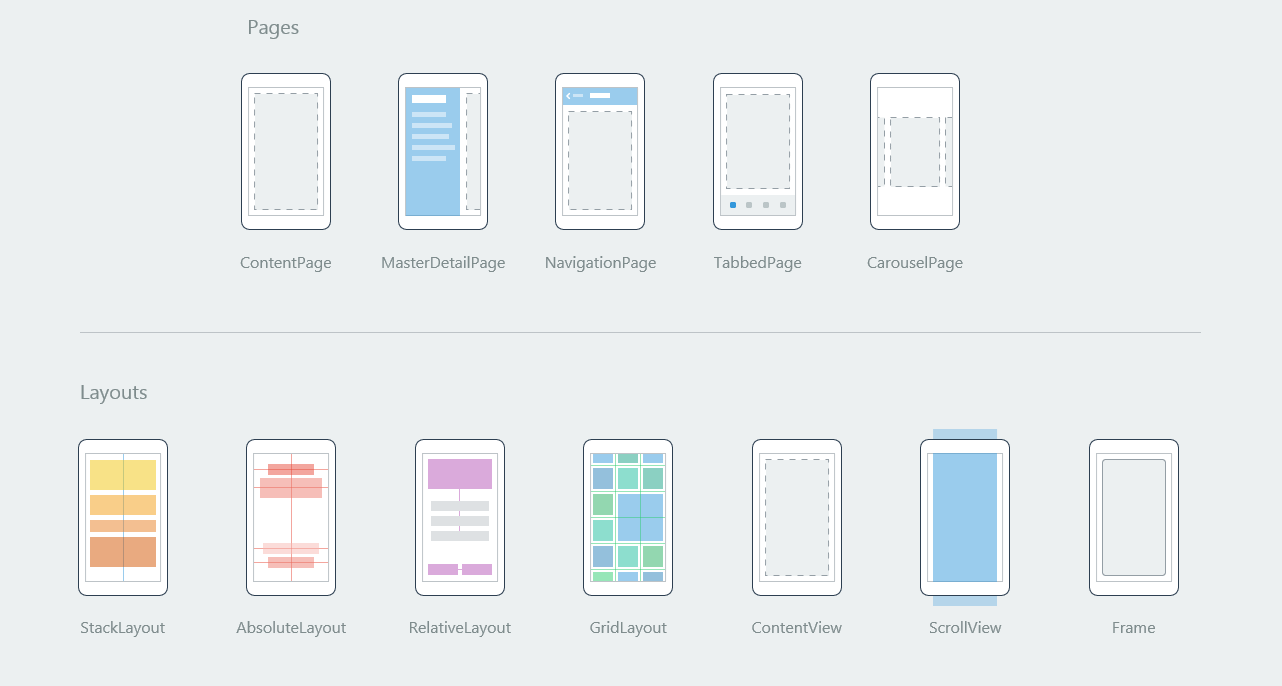 Pages
ContentPage
MasterDetailPage
NavigationPage
TabbedPage
CarouselPage
Layouts
StackLayout
AbsoluteLayout
RelativeLayout
GridLayout
ContentView
ScrollView
Frame